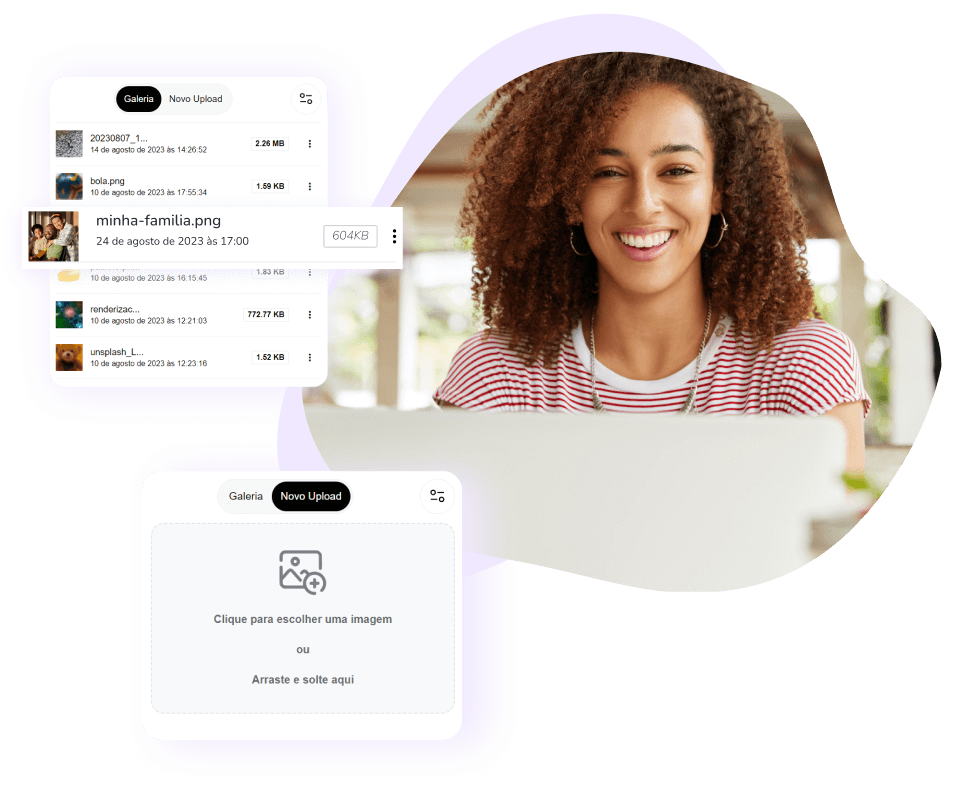 Galeria Novo Upload
20230807_1...
14 de agosto de 2023 às 14:26:52
2.26 MB
bola.png
10 de agosto de 2023 às 17:55:34
1.59 KB
minha-familia.png
24 de agosto de 2023 às 17:00
604KB
10 de agosto de 2023 às 16:15:45
1.83 KB
renderizac...
10 de agosto de 2023 às 12:21:03
772.77 KB
unsplash_L...
10 de agosto de 2023 às 12:23:16
1.52 KB
Galeria Novo Upload
Clique para escolher uma imagem
ou
Arraste e solte aqui